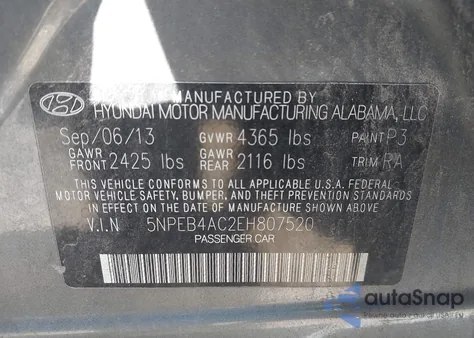 MANUFACTURED BY
HYUNDAI MOTOR MANUFACTURING ALABAMA, LLC
Sep/06/13 GVWR 4365 lbs PAINT P3
GAWR FRONT 2425 lbs GAWR REAR 2116 lbs TRIM RA
THIS VEHICLE CONFORMS TO ALL APPLICABLE U.S.A. FEDERAL
MOTOR VEHICLE SAFETY, BUMPER, AND THEFT PREVENTION
STANDARDS IN EFFECT ON THE DATE OF MANUFACTURE SHOWN ABOVE.
V.I.N 5NPEB4AC2EH807520
PASSENGER CAR
autoSnap